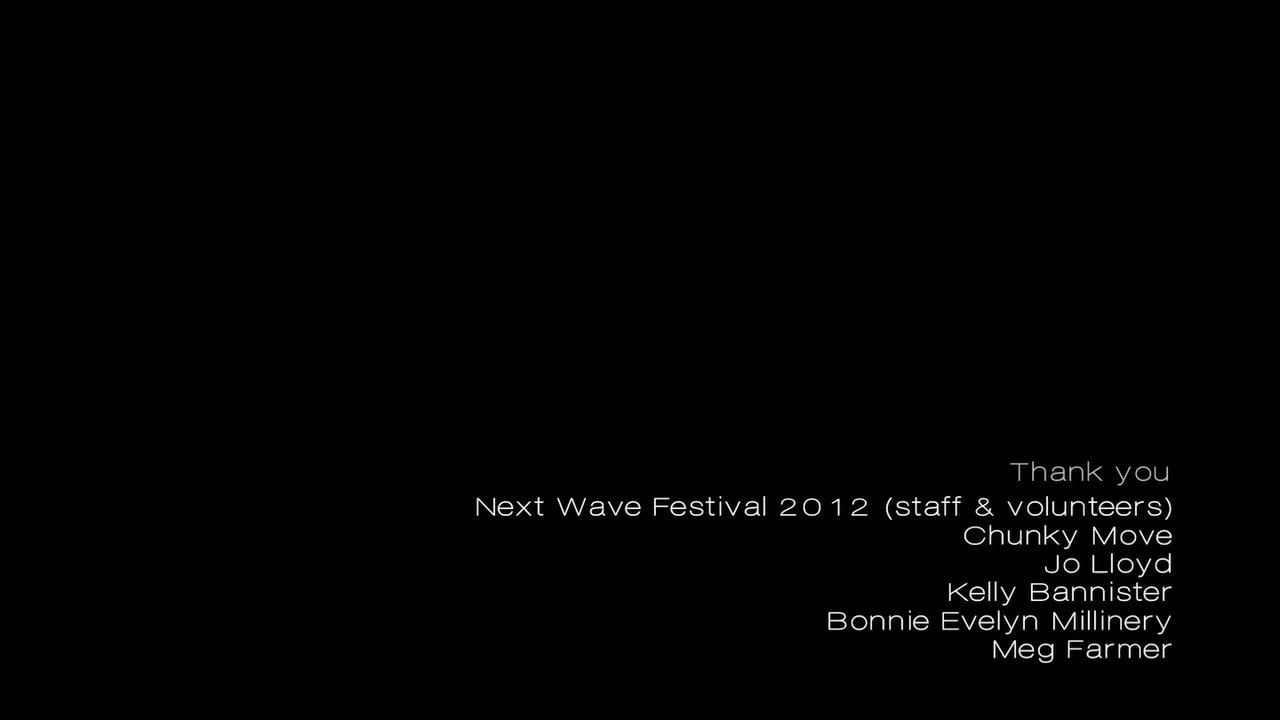 Thank you
Next Wave Festival 2012 (staff & volunteers)
Chunky Move
Jo Lloyd
Kelly Bannister
Bonnie Evelyn Millinery
Meg Farmer